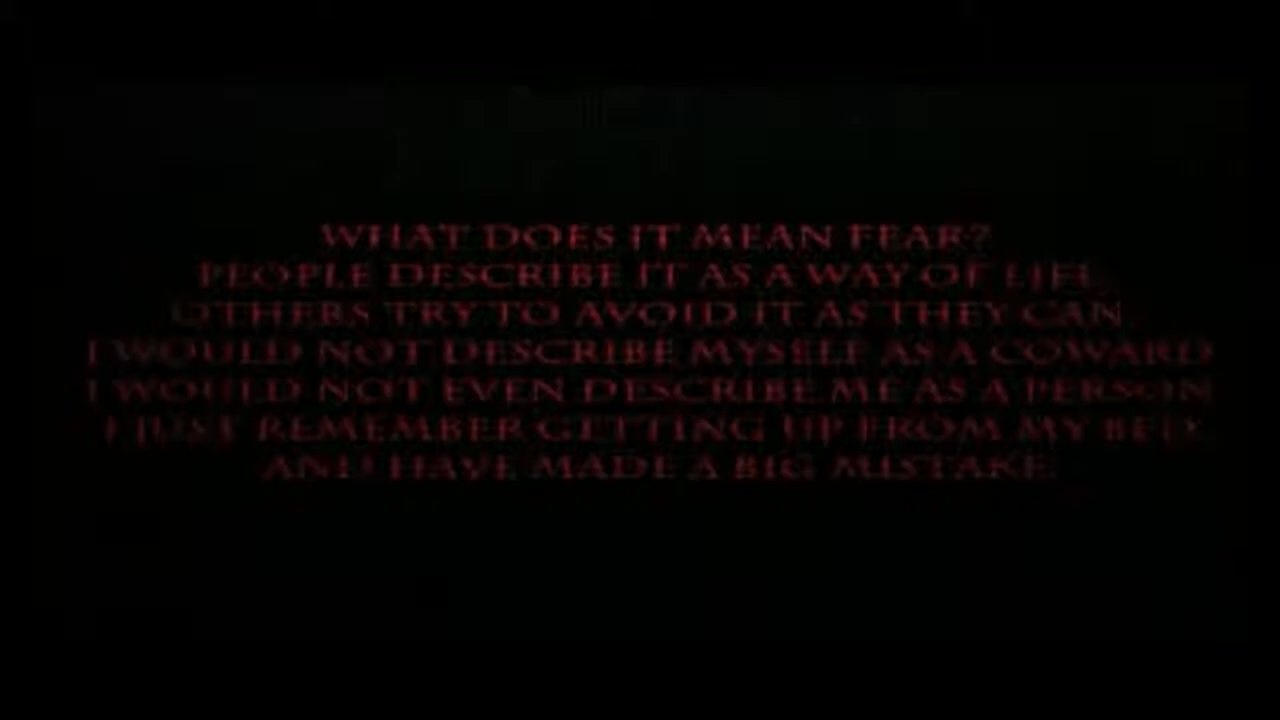 WHAT DOES IT MEAN FEAR?
PEOPLE DESCRIBE IT AS A WAY OF LIFE
OTHERS TRY TO AVOID IT AS THEY CAN.
I WOULD NOT DESCRIBE MYSELF AS A COWARD
I WOULD NOT EVEN DESCRIBE ME AS A PERSON
I JUST REMEMBER GETTING UP FROM MY BED,
AND I HAVE MADE A BIG MISTAKE.